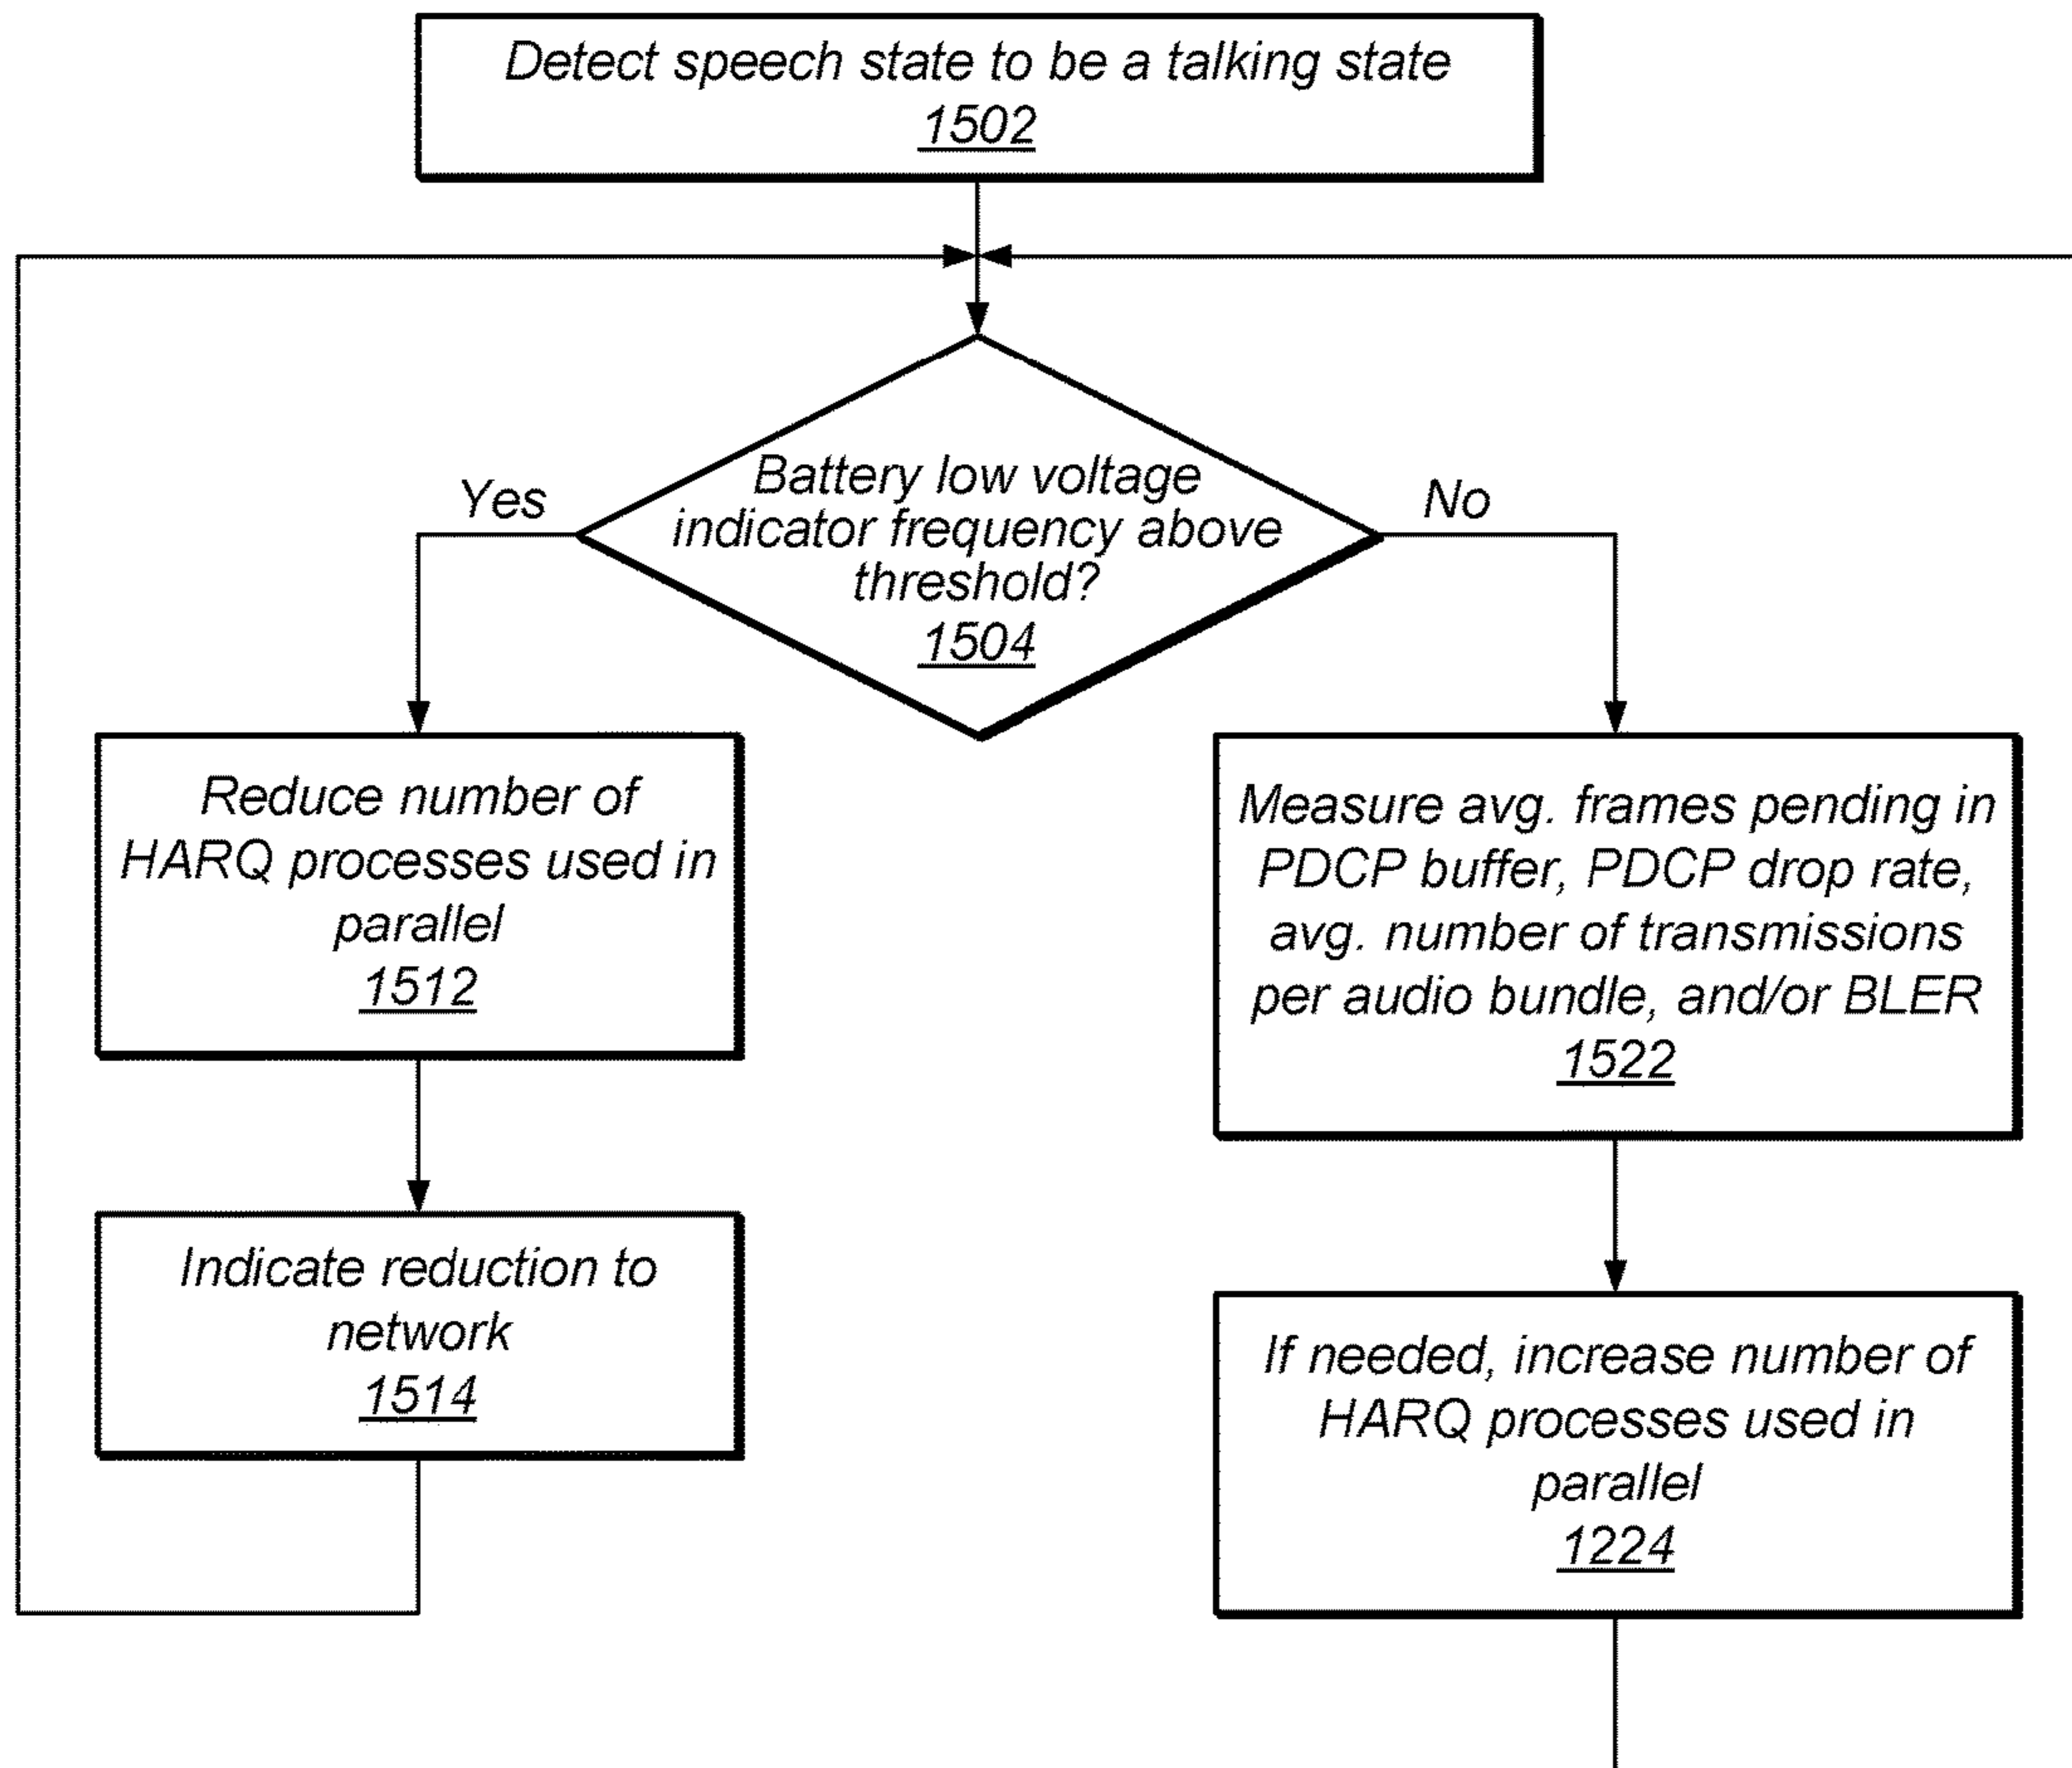 Detect speech state to be a talking state
1502
Battery low voltage
indicator frequency above
threshold?
1504
Yes
No
Reduce number of
HARQ processes used in
parallel
1512
Measure avg. frames pending in
PDCP buffer, PDCP drop rate,
avg. number of transmissions
per audio bundle, and/or BLER
1522
Indicate reduction to
network
1514
If needed, increase number of
HARQ processes used in
parallel
1224